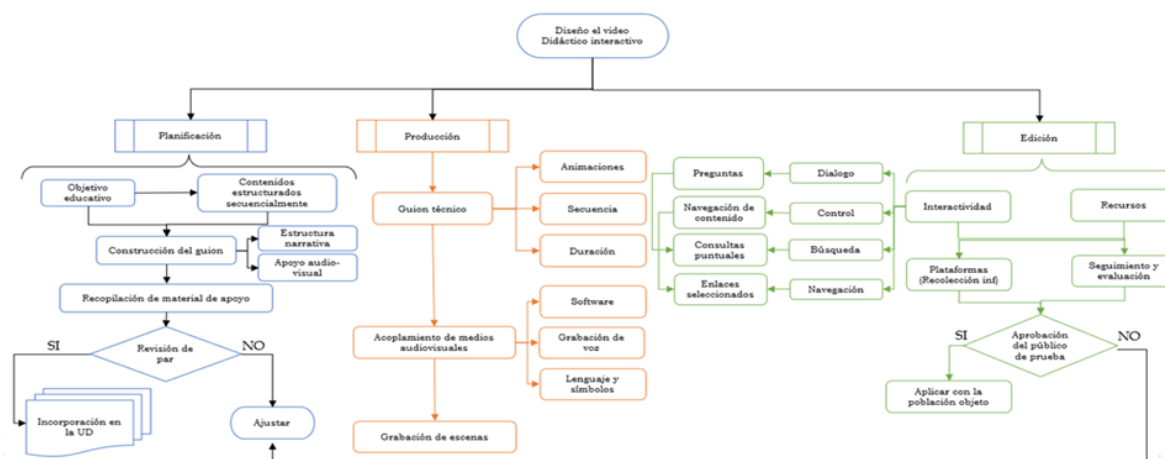 Diseño el video
Didáctico interactivo
Planificación
Objetivo
educativo
Contenidos
estructurados
secuencialmente
Construcción del guion
Estructura
narrativa
Apoyo audio-
visual
Recopilación de material de apoyo
SI
Revisión de
par
NO
Incorporación en
la UD
Ajustar
Producción
Guion técnico
Animaciones
Secuencia
Duración
Acoplamiento de medios
audiovisuales
Software
Grabación de
voz
Lenguaje y
símbolos
Grabación de escenas
Edición
Interactividad
Recursos
Dialogo
Preguntas
Control
Navegación de
contenido
Búsqueda
Consultas
puntuales
Navegación
Enlaces
seleccionados
Plataformas
(Recolección inf)
Seguimiento y
evaluación
SI
Aprobación
del público
de prueba
NO
Aplicar con la
población objeto